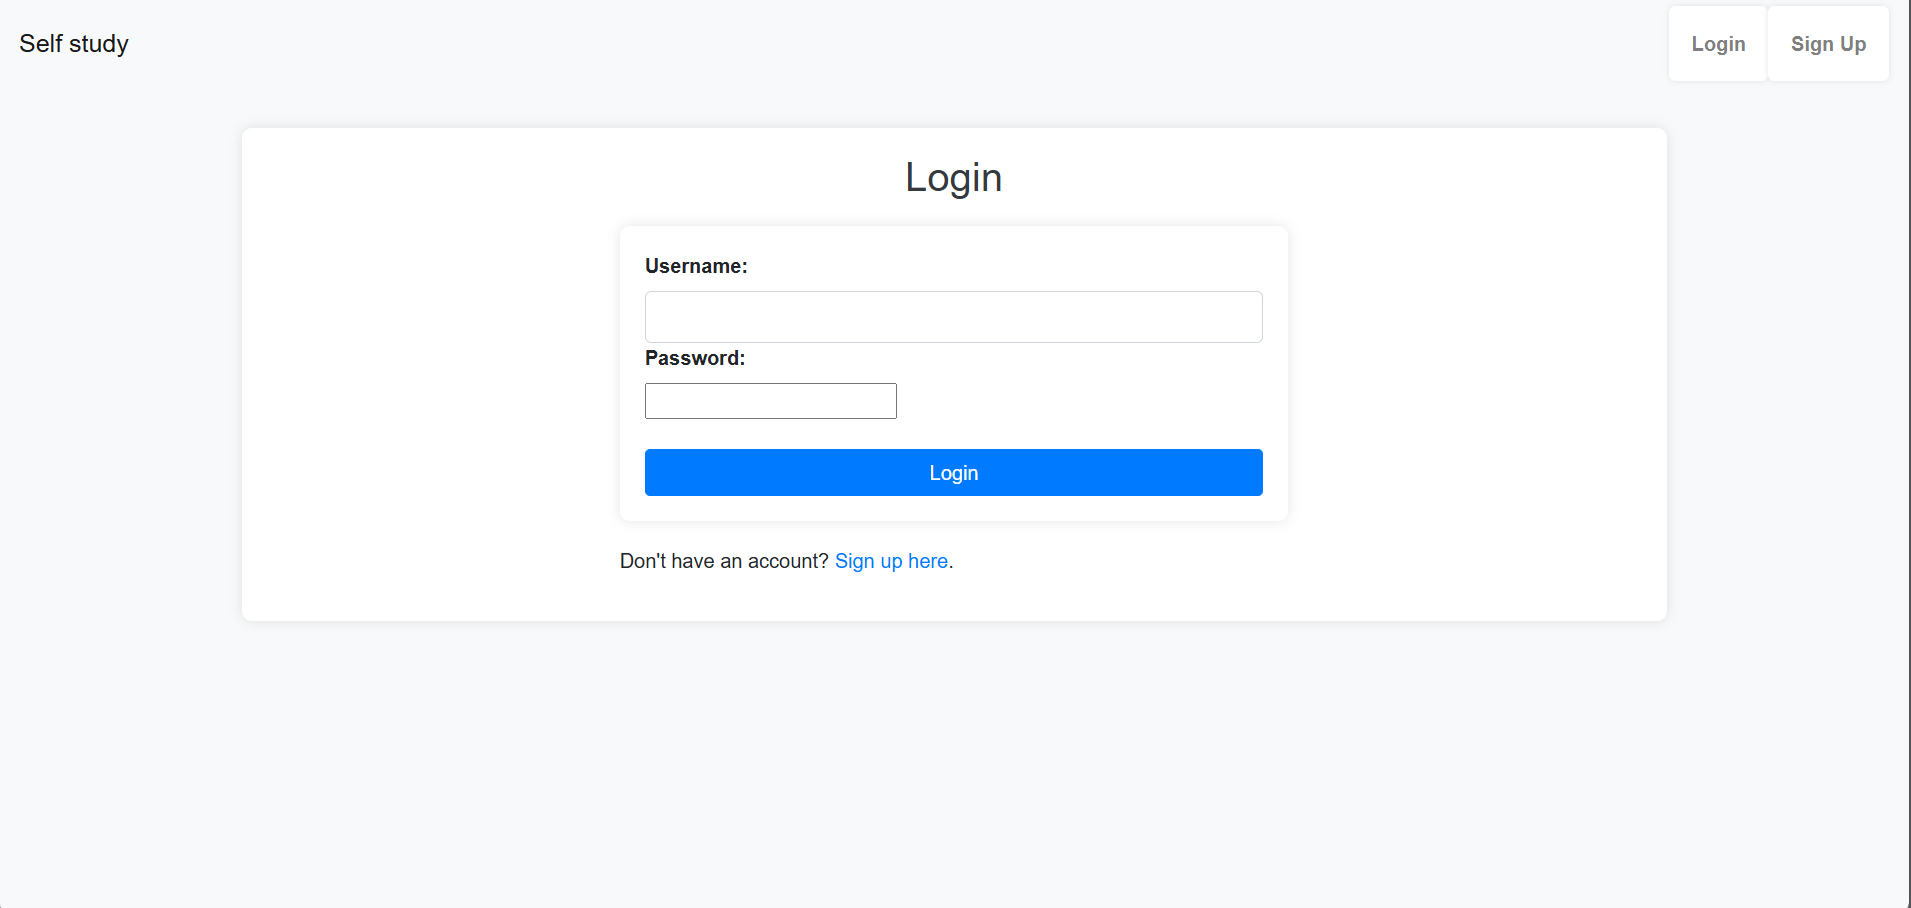 Self study
Login
Sign Up
Login
Username:
Password:
Login
Don't have an account? Sign up here.